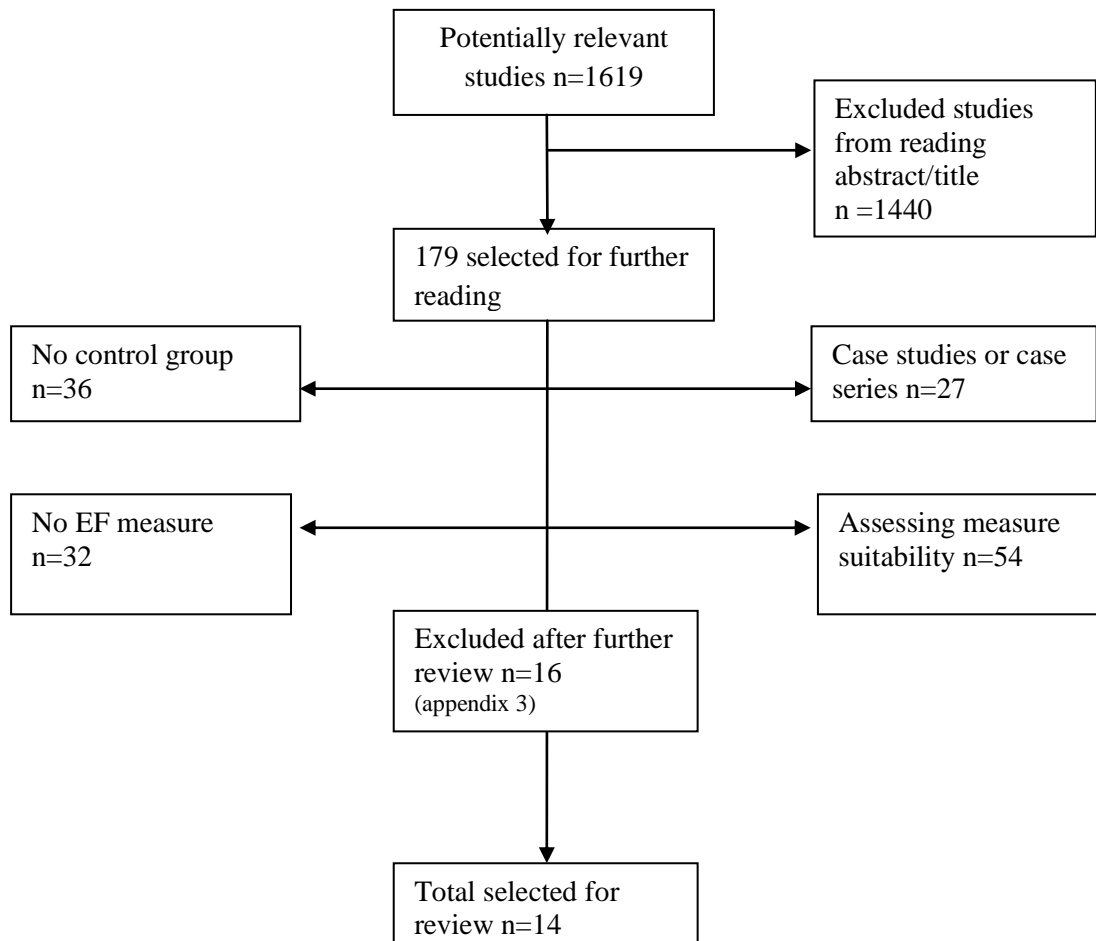 Potentially relevant
studies n=1619
Excluded studies
from reading
abstract/title
n =1440
179 selected for further
reading
No control group
n=36
Case studies or case
series n=27
No EF measure
n=32
Assessing measure
suitability n=54
Excluded after further
review n=16
(appendix 3)
Total selected for
review n=14